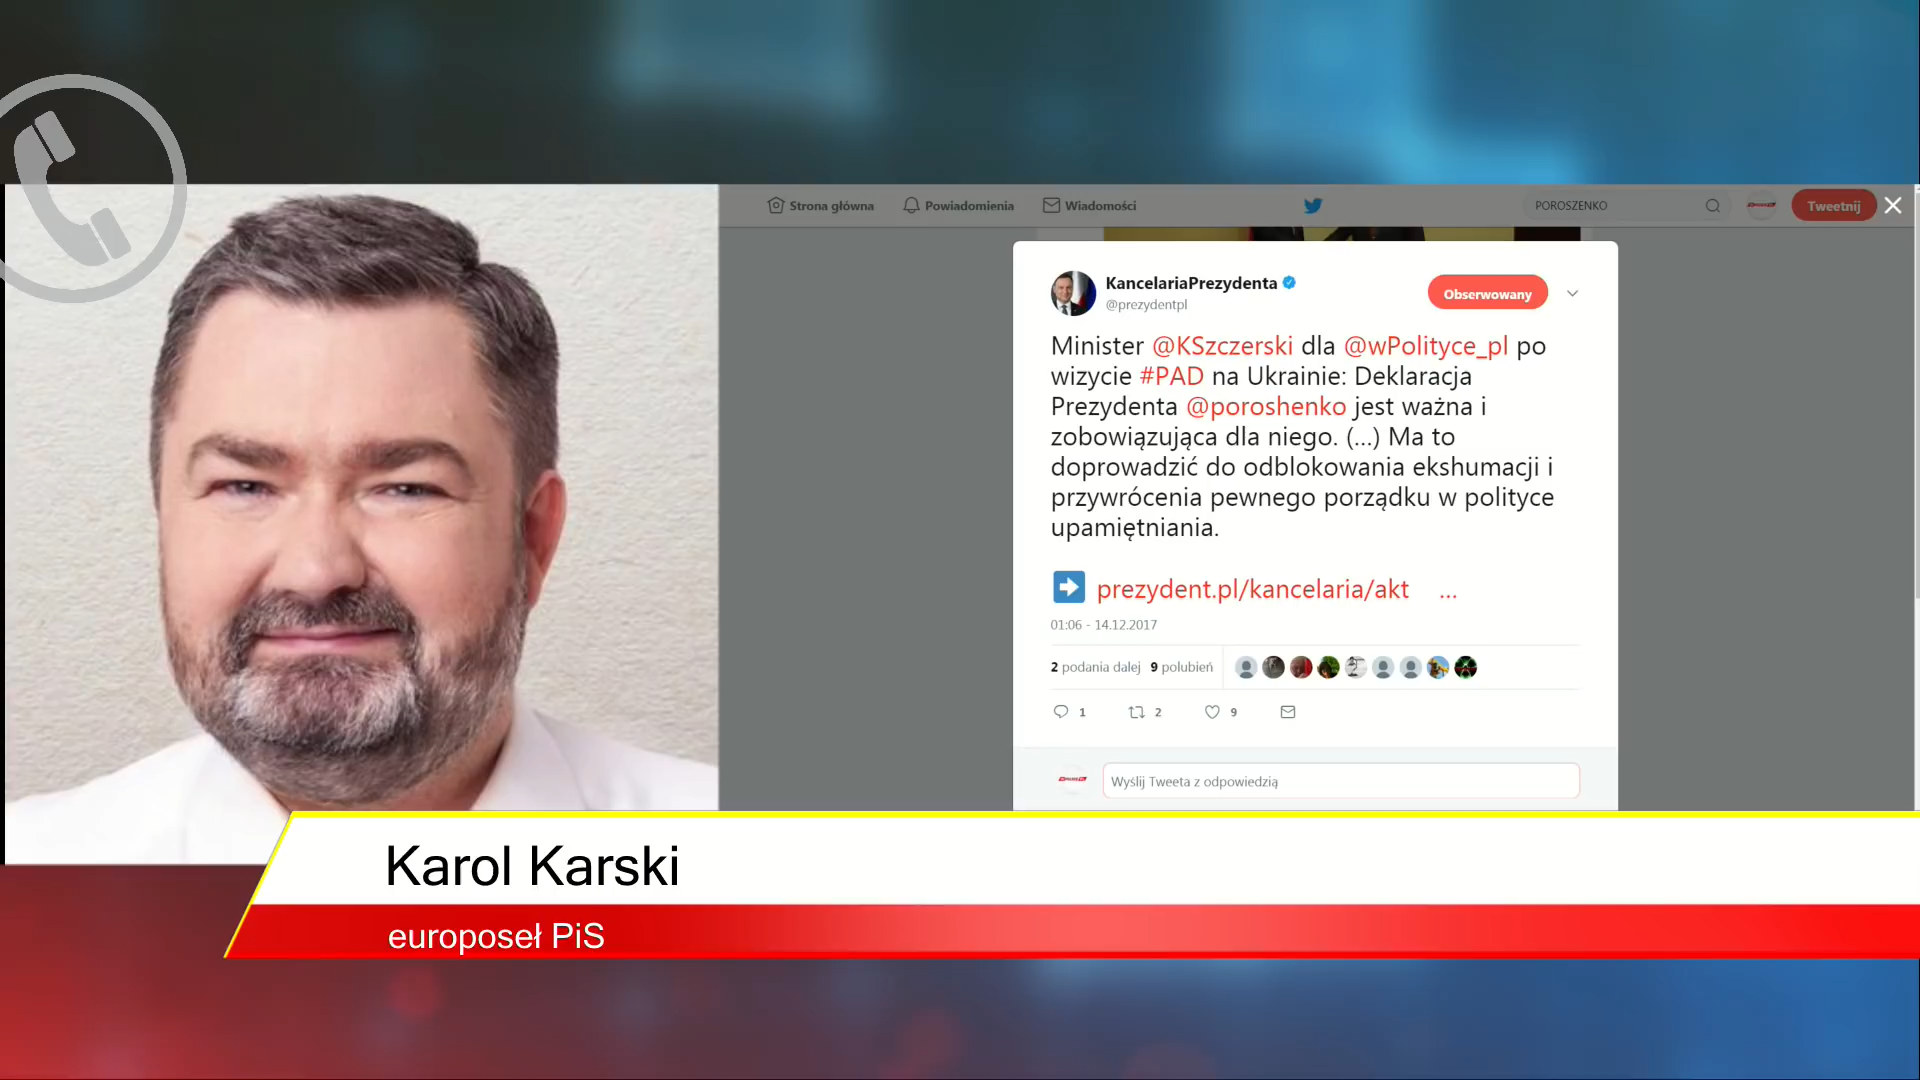 Strona główna
Powiadomienia
Wiadomości
POROSZENKO
Tweetnij
KancelariaPrezydenta
@prezydentpl
Obserwowany
Minister @KSzczerski dla @wPolityce_pl po
wizycie #PAD na Ukrainie: Deklaracja
Prezydenta @poroshenko jest ważna i
zobowiązująca dla niego. (...) Ma to
doprowadzić do odblokowania ekshumacji i
przywrócenia pewnego porządku w polityce
upamiętniania.
prezydent.pl/kancelaria/akt ...
01:06 - 14.12.2017
2 podania dalej 9 polubień
1 2 9
Wyślij Tweeta z odpowiedzią
Karol Karski
europoseł PiS